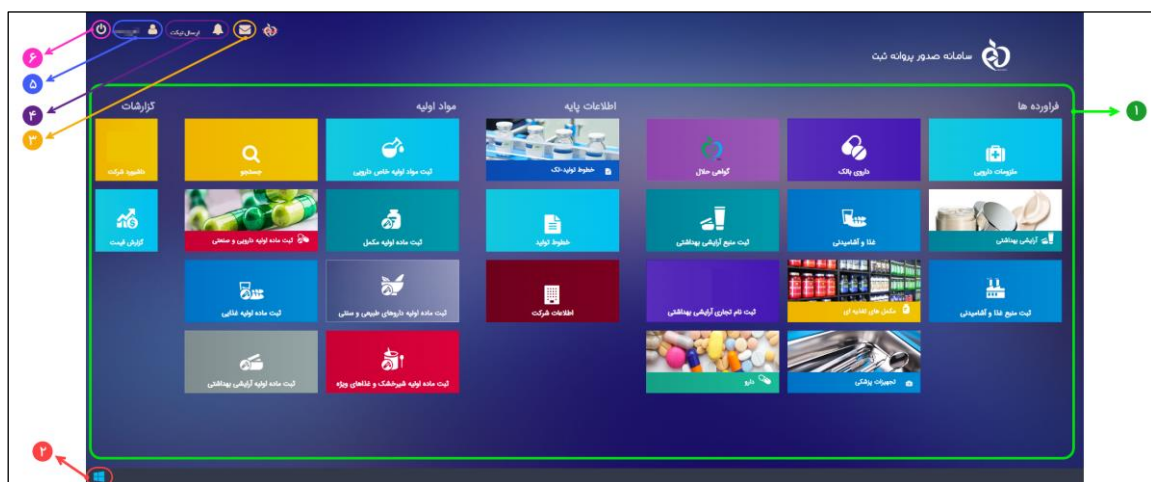 سامانه صدور پروانه ثبت
ارسال تیکت
۶
۵
۴
۳
۱
۲
فراورده ها
ملزومات دارویی
داروی بالک
گواهی حلال
آرایشی بهداشتی
غذا و آشامیدنی
ثبت منبع آرایشی بهداشتی
ثبت منبع غذا و آشامیدنی
مکمل های تغذیه ای
ثبت نام تجاری آرایشی بهداشتی
تجهیزات پزشکی
دارو
اطلاعات پایه
خطوط تولید-تک
خطوط تولید
اطلاعات شرکت
مواد اولیه
ثبت مواد اولیه خاص دارویی
جستجو
ثبت ماده اولیه مکمل
ثبت ماده اولیه دارویی و صنعتی
ثبت ماده اولیه داروهای طبیعی و سنتی
ثبت ماده اولیه غذایی
ثبت ماده اولیه شیرخشک و غذاهای ویژه
ثبت ماده اولیه آرایشی بهداشتی
گزارشات
داشبورد شرکت
گزارش قیمت